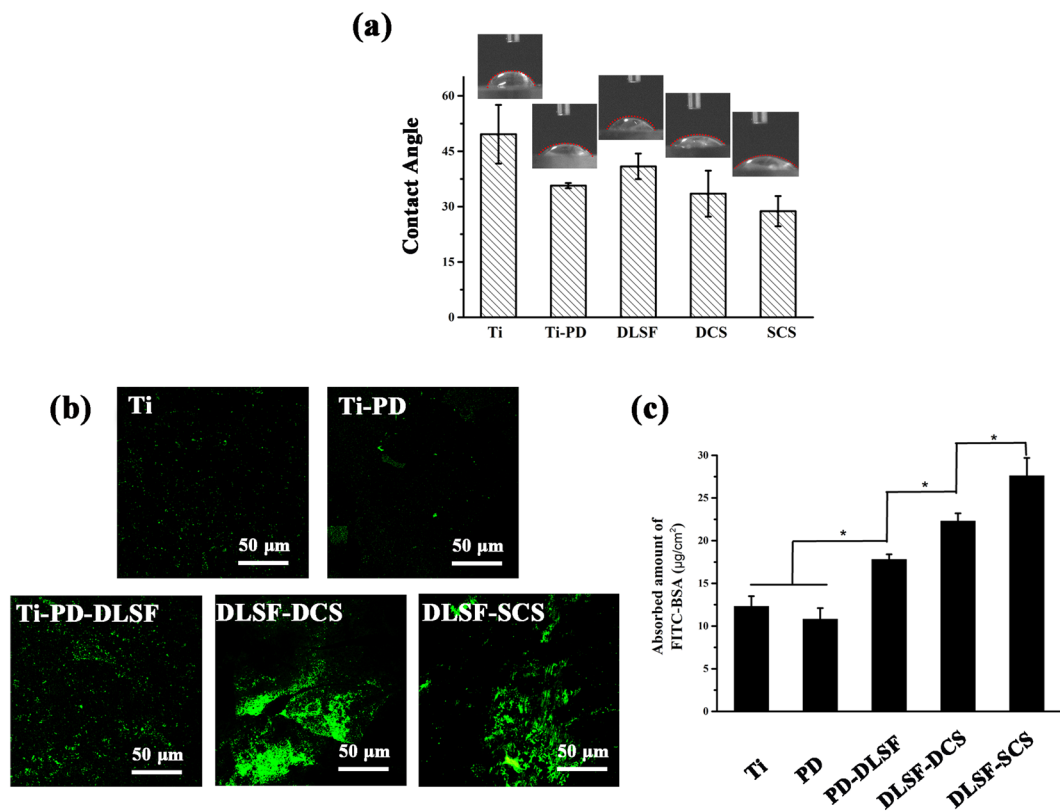 (a)
Contact Angle
60
45
30
15
0
Ti
Ti-PD
DLSF
DCS
SCS
(b)
Ti
50 µm
Ti-PD
50 µm
Ti-PD-DLSF
50 µm
DLSF-DCS
50 µm
DLSF-SCS
50 µm
(c)
Absorbed amount of
FITC-BSA (µg/cm²)
30
25
20
15
10
5
0
*
*
*
Ti
PD
PD-DLSF
DLSF-DCS
DLSF-SCS